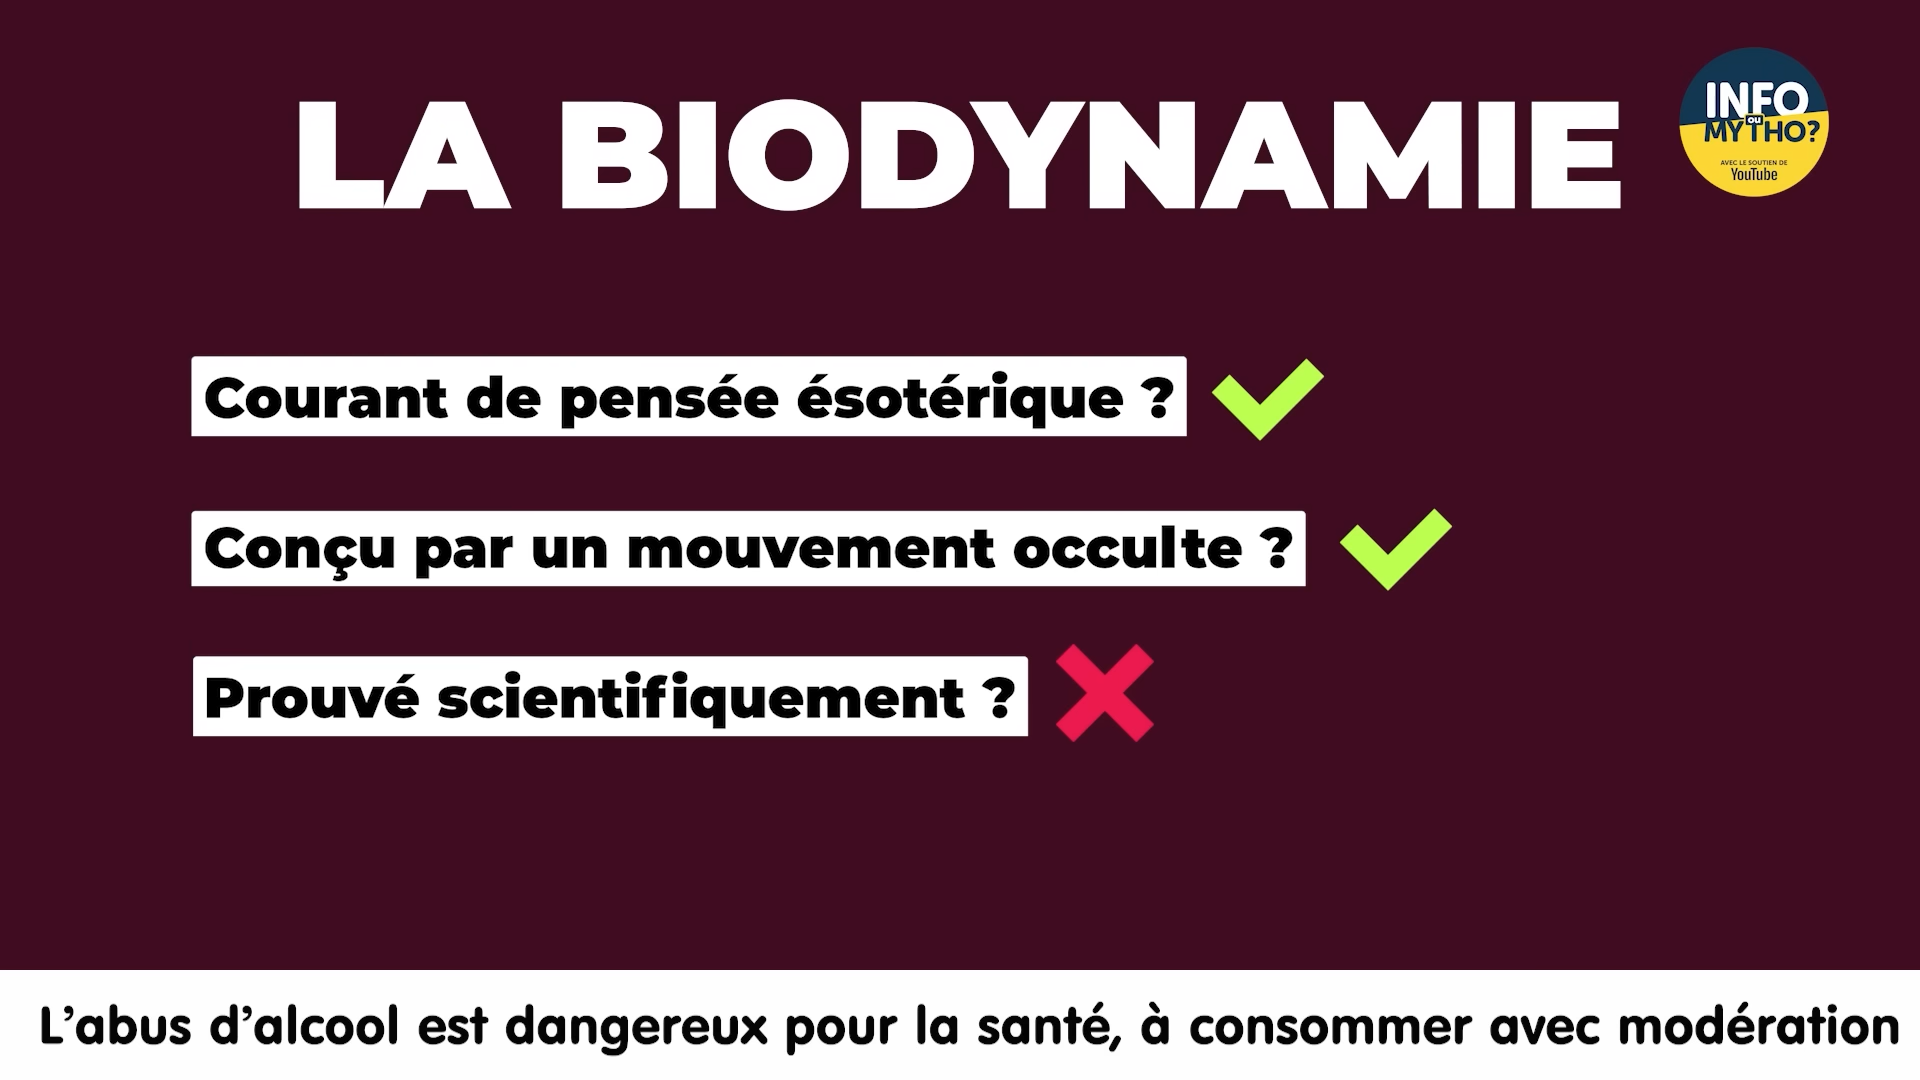 LA BIODYNAMIE
INFO
ou
MYTHO?
AVEC LE SOUTIEN DE
YouTube
Courant de pensée ésotérique ?
Conçu par un mouvement occulte ?
Prouvé scientifiquement ?
L'abus d'alcool est dangereux pour la santé, à consommer avec modération